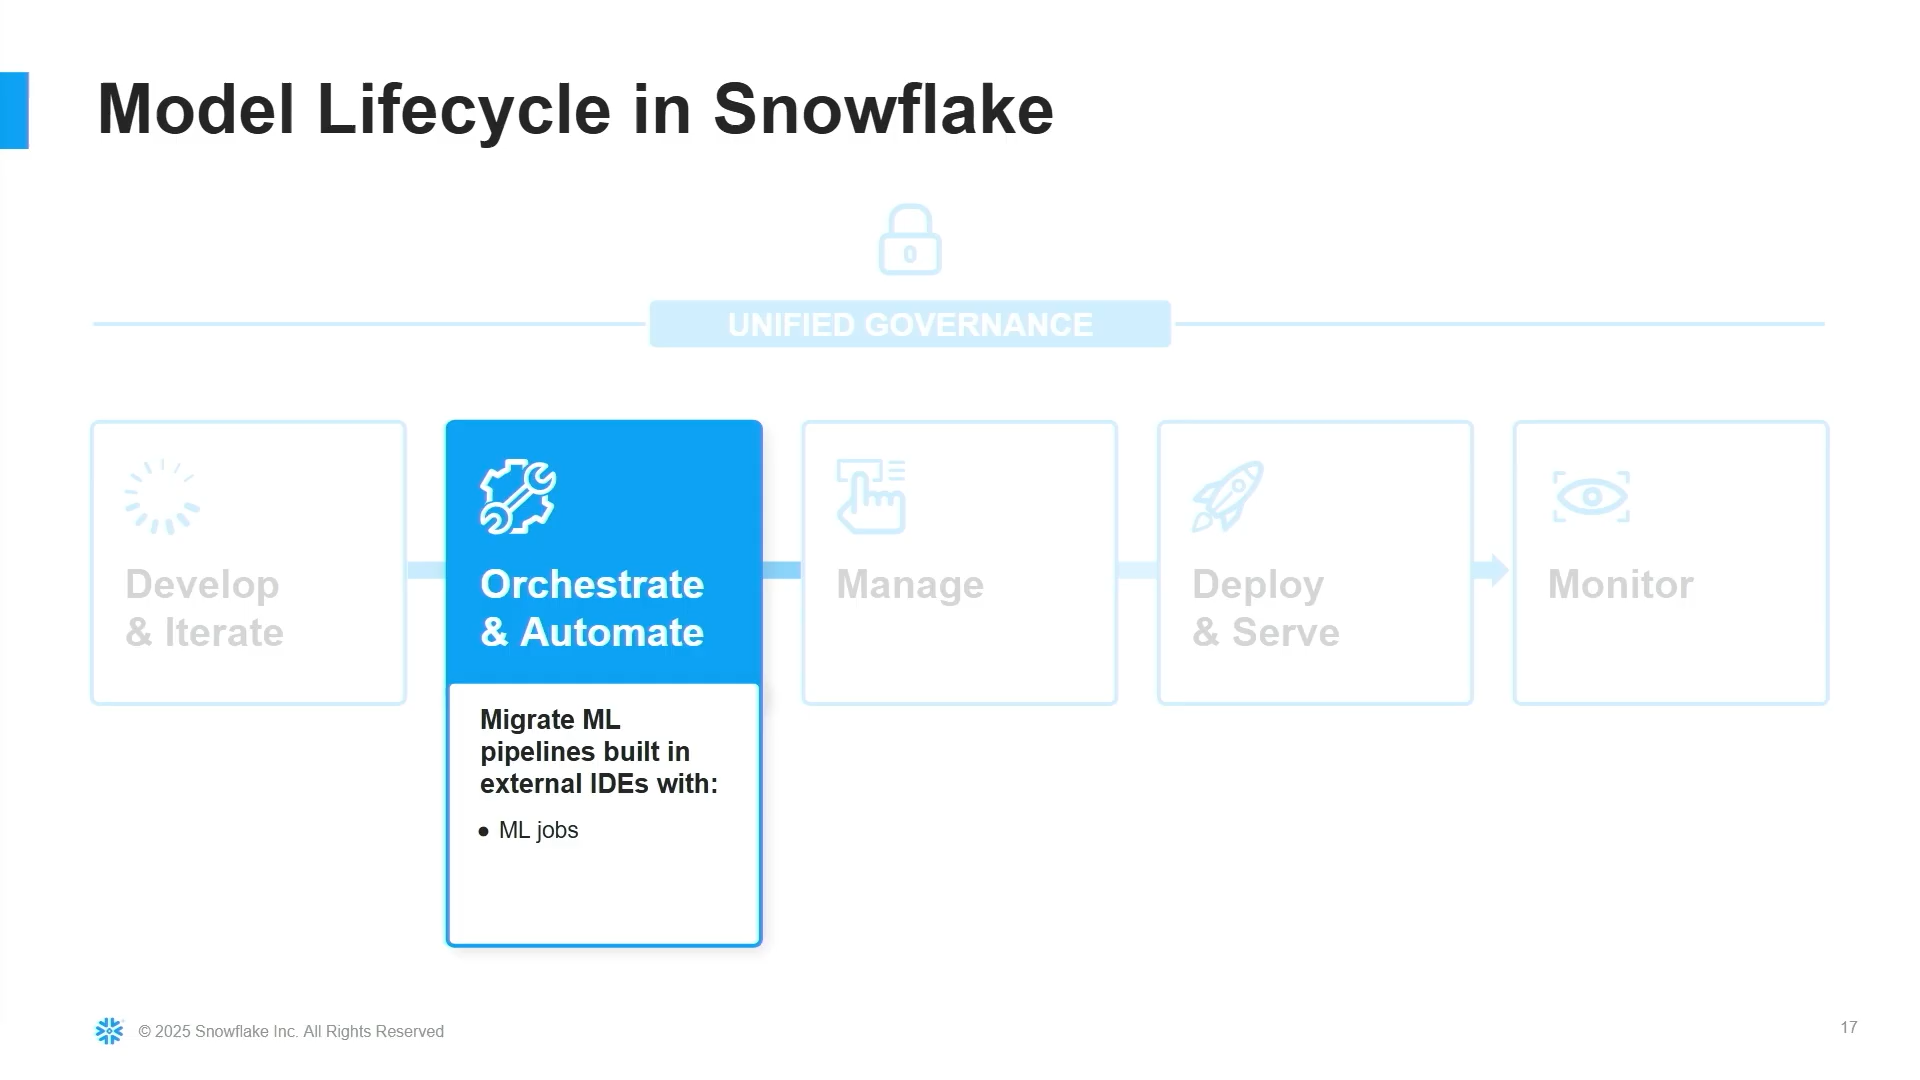 Model Lifecycle in Snowflake
UNIFIED GOVERNANCE
Develop
& Iterate
Orchestrate
& Automate
Migrate ML
pipelines built in
external IDEs with:
● ML jobs
Manage
Deploy
& Serve
Monitor
© 2025 Snowflake Inc. All Rights Reserved
17